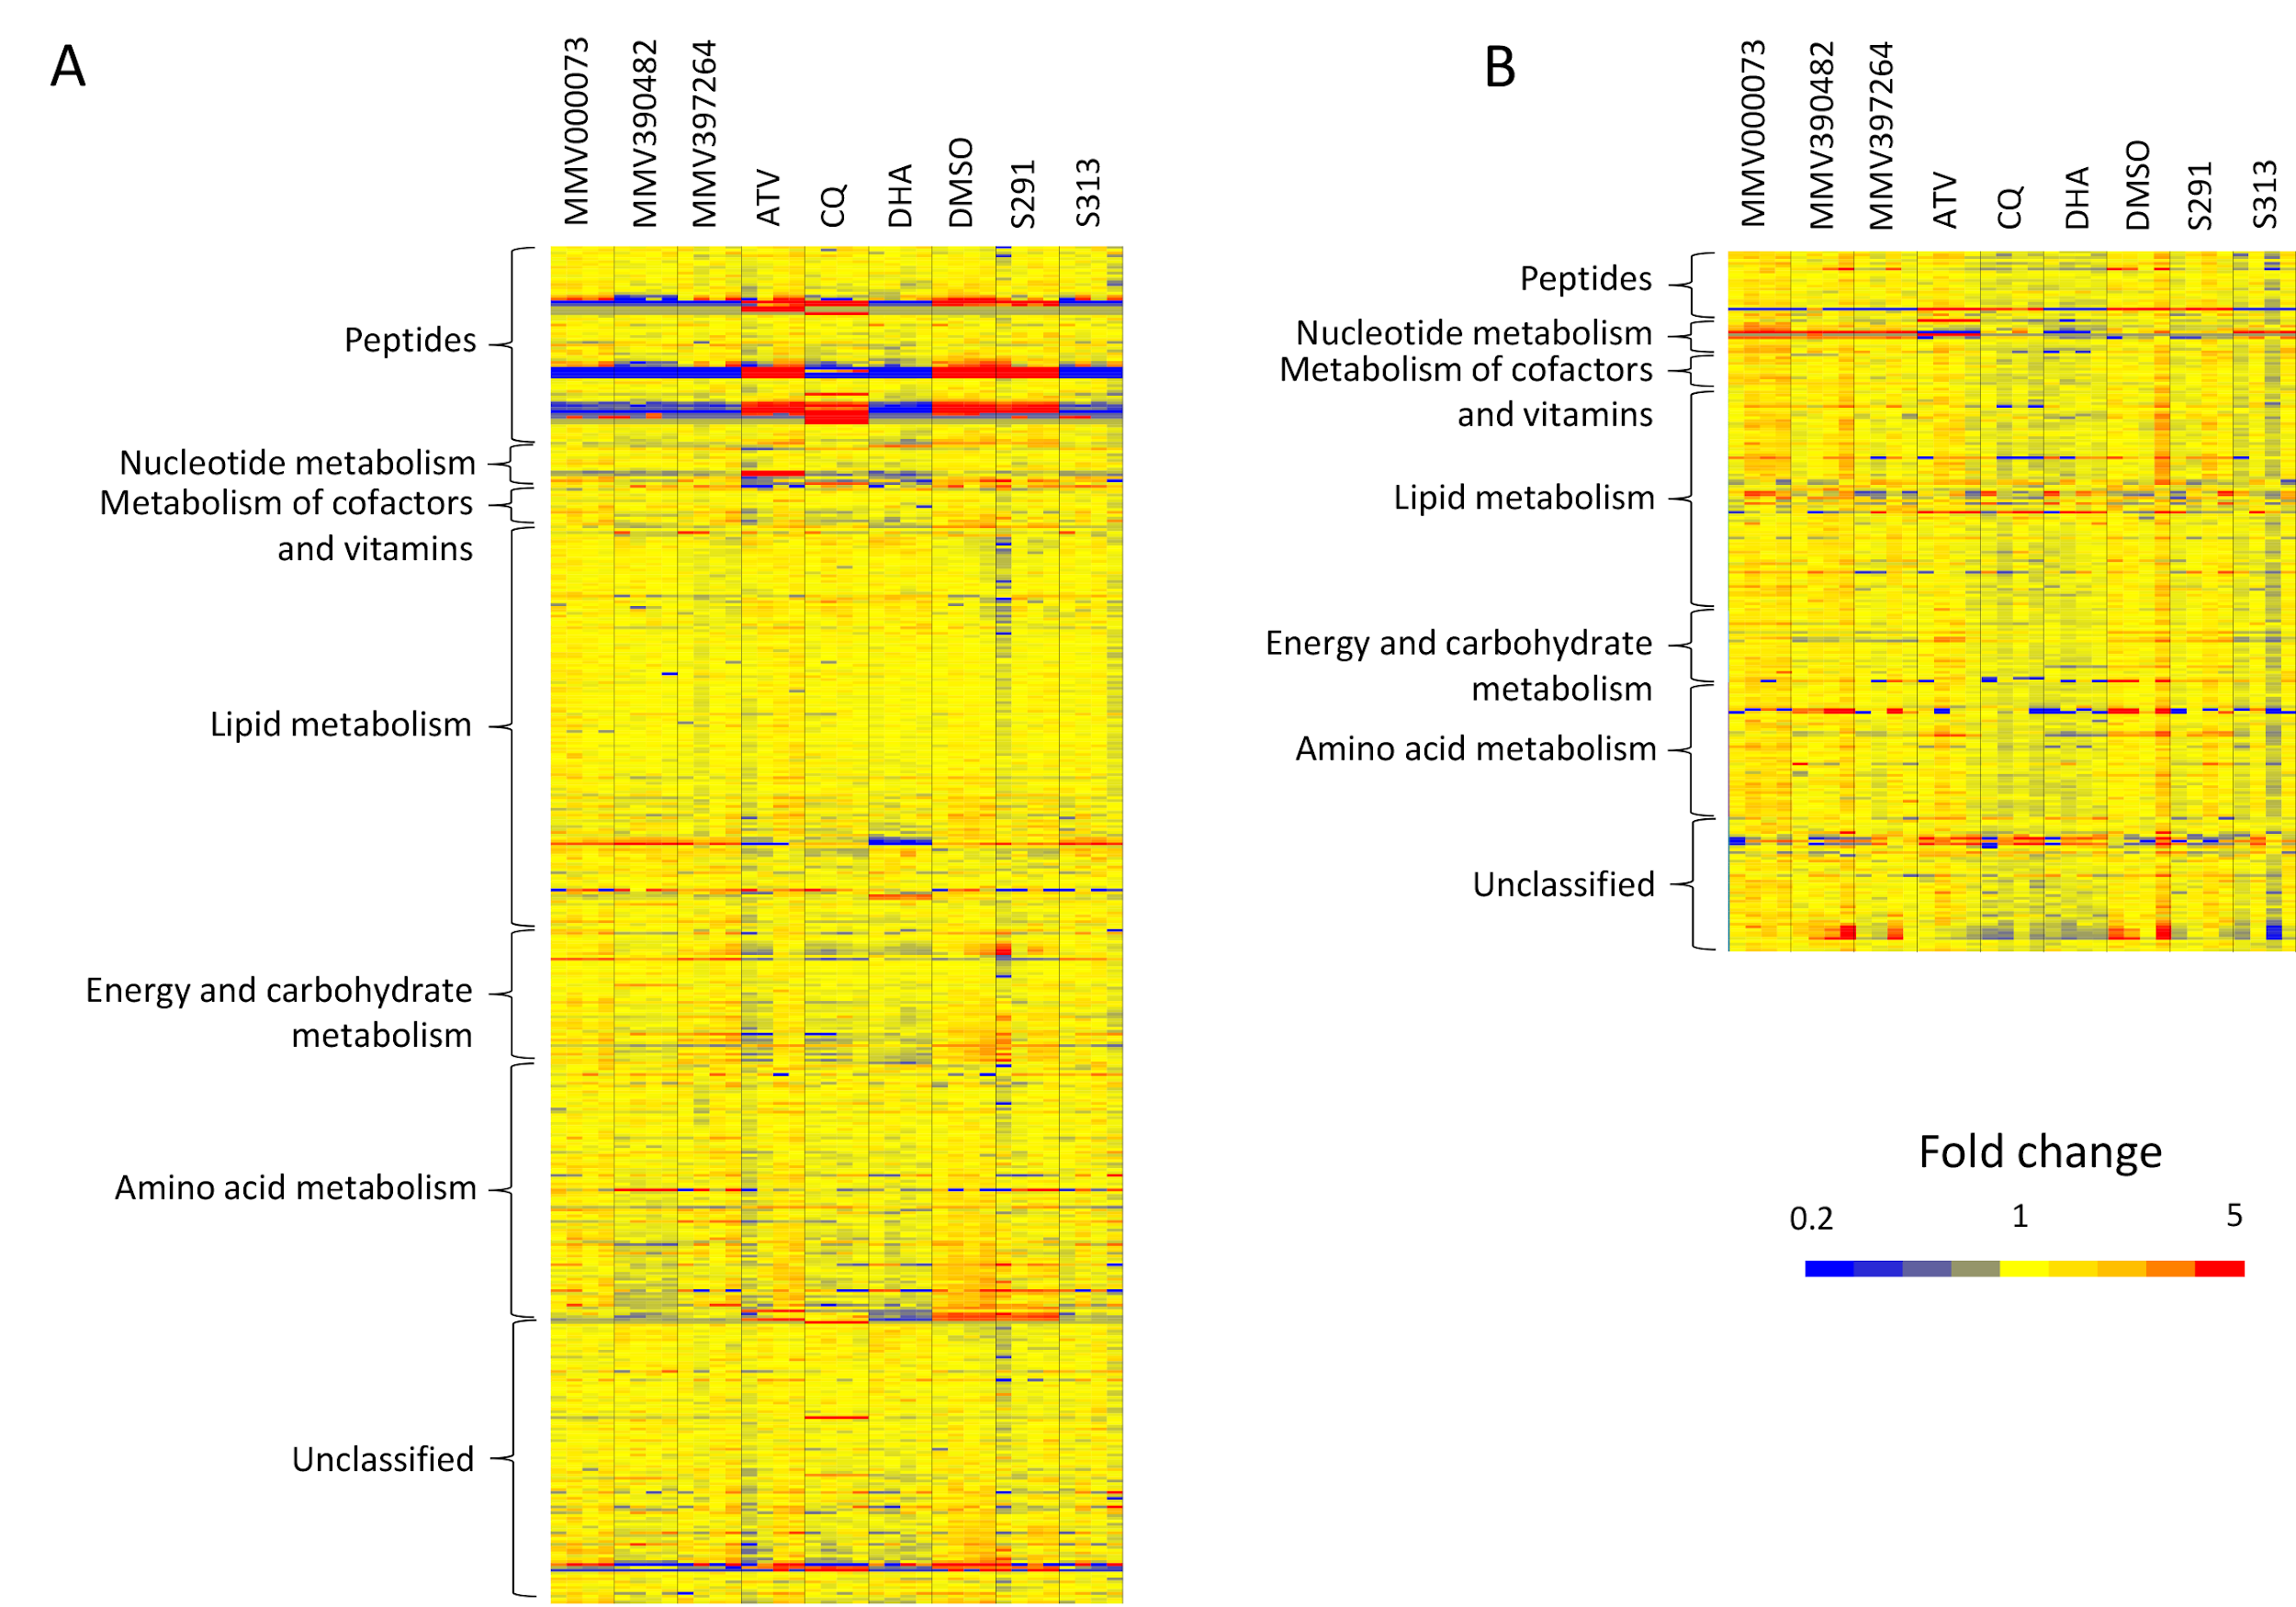 A
MMV000073
MMV390482
MMV397264
ATV
CQ
DHA
DMSO
S291
S313
Peptides
Nucleotide metabolism
Metabolism of cofactors
and vitamins
Lipid metabolism
Energy and carbohydrate
metabolism
Amino acid metabolism
Unclassified
B
MMV000073
MMV390482
MMV397264
ATV
CQ
DHA
DMSO
S291
S313
Peptides
Nucleotide metabolism
Metabolism of cofactors
and vitamins
Lipid metabolism
Energy and carbohydrate
metabolism
Amino acid metabolism
Unclassified
Fold change
0.2 1 5